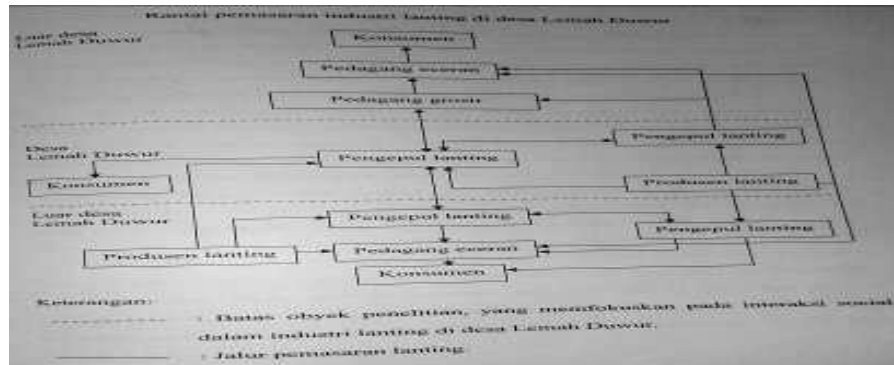 Rantai pemasaran industri lanting di desa Lemah Duwur
Luar desa
Lemah Duwur
Konsumen
Pedagang eceran
Pedagang grosir
Desa
Lemah Duwur
Pengepul lanting
Pengepul lanting
Konsumen
Produsen lanting
Luar desa
Lemah Duwur
Pengepul lanting
Pengepul lanting
Produsen lanting
Pedagang eceran
Konsumen
Keterangan:
: Batas obyek penelitian, yang memfokuskan pada interaksi sosial
dalam industri lanting di desa Lemah Duwur.
: Jalur pemasaran lanting.